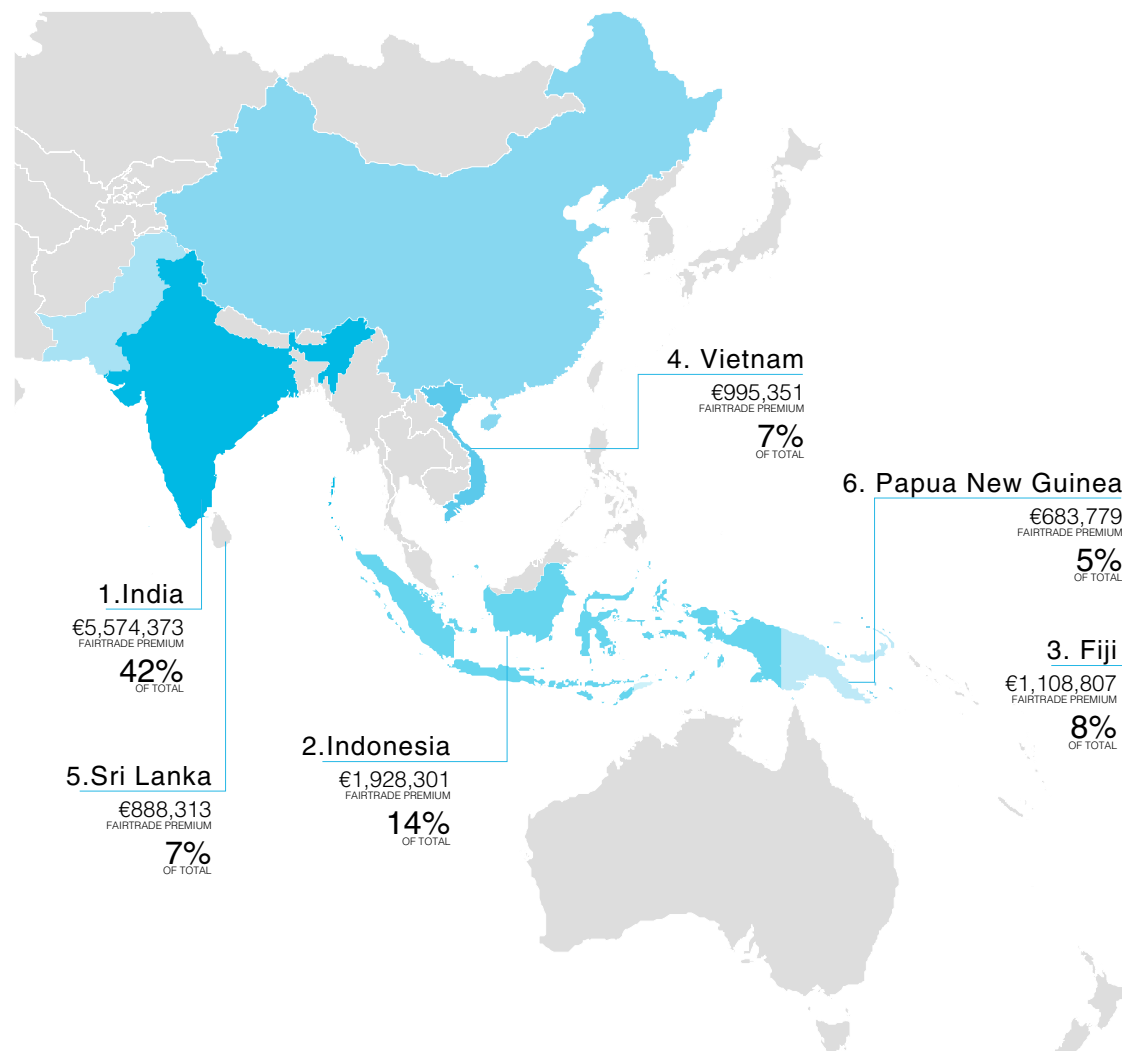 4. Vietnam
€995,351
FAIRTRADE PREMIUM
7%
OF TOTAL
6. Papua New Guinea
€683,779
FAIRTRADE PREMIUM
5%
OF TOTAL
1.India
€5,574,373
FAIRTRADE PREMIUM
42%
OF TOTAL
3. Fiji
€1,108,807
FAIRTRADE PREMIUM
8%
OF TOTAL
2.Indonesia
€1,928,301
FAIRTRADE PREMIUM
14%
OF TOTAL
5.Sri Lanka
€888,313
FAIRTRADE PREMIUM
7%
OF TOTAL